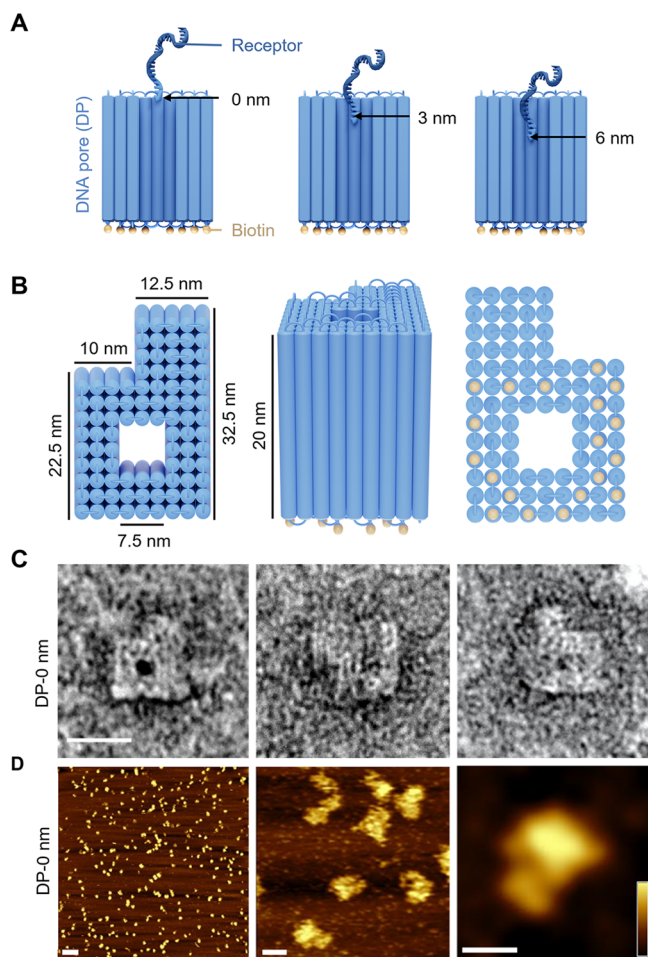 A
Receptor
0 nm
3 nm
6 nm
DNA pore (DP)
Biotin
B
12.5 nm
10 nm
22.5 nm
32.5 nm
7.5 nm
20 nm
C
DP-0 nm
D
DP-0 nm